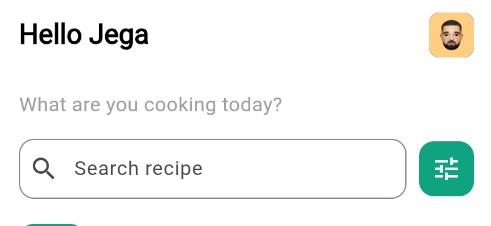 Hello Jega
What are you cooking today?
Search recipe